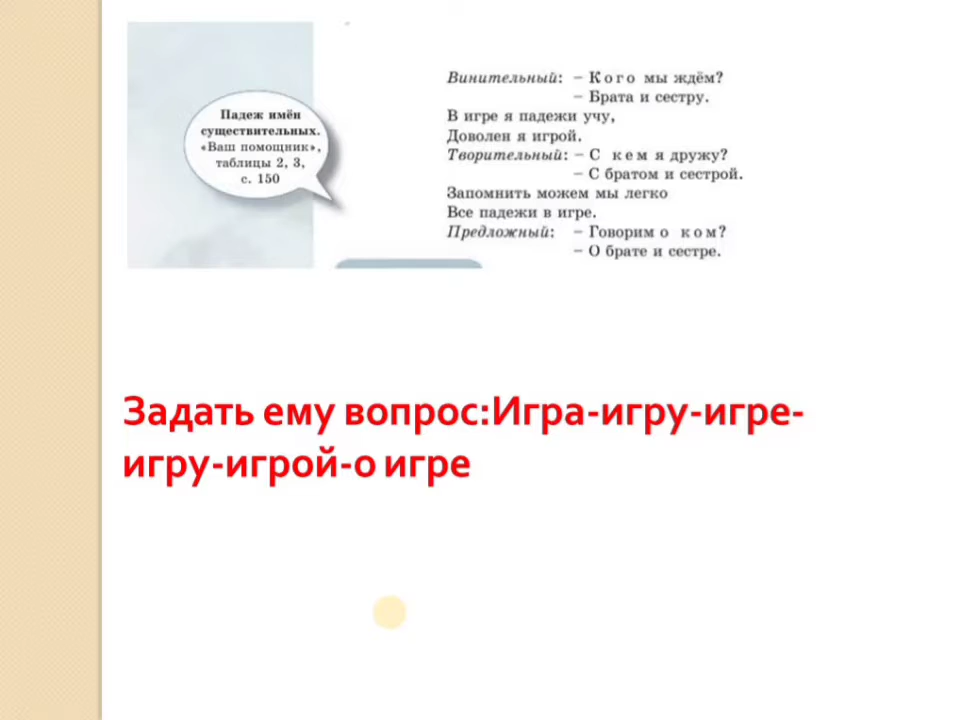 Падеж имён
существительных.
«Ваш помощник»,
таблицы 2, 3,
с. 150
Винительный: – Кого мы ждём?
– Брата и сестру.
В игре я падежи учу,
Доволен я игрой.
Творительный: – С кем я дружу?
– С братом и сестрой.
Запомнить можем мы легко
Все падежи в игре.
Предложный: – Говорим о ком?
– О брате и сестре.
Задать ему вопрос:Игра-игру-игре-
игру-игрой-о игре